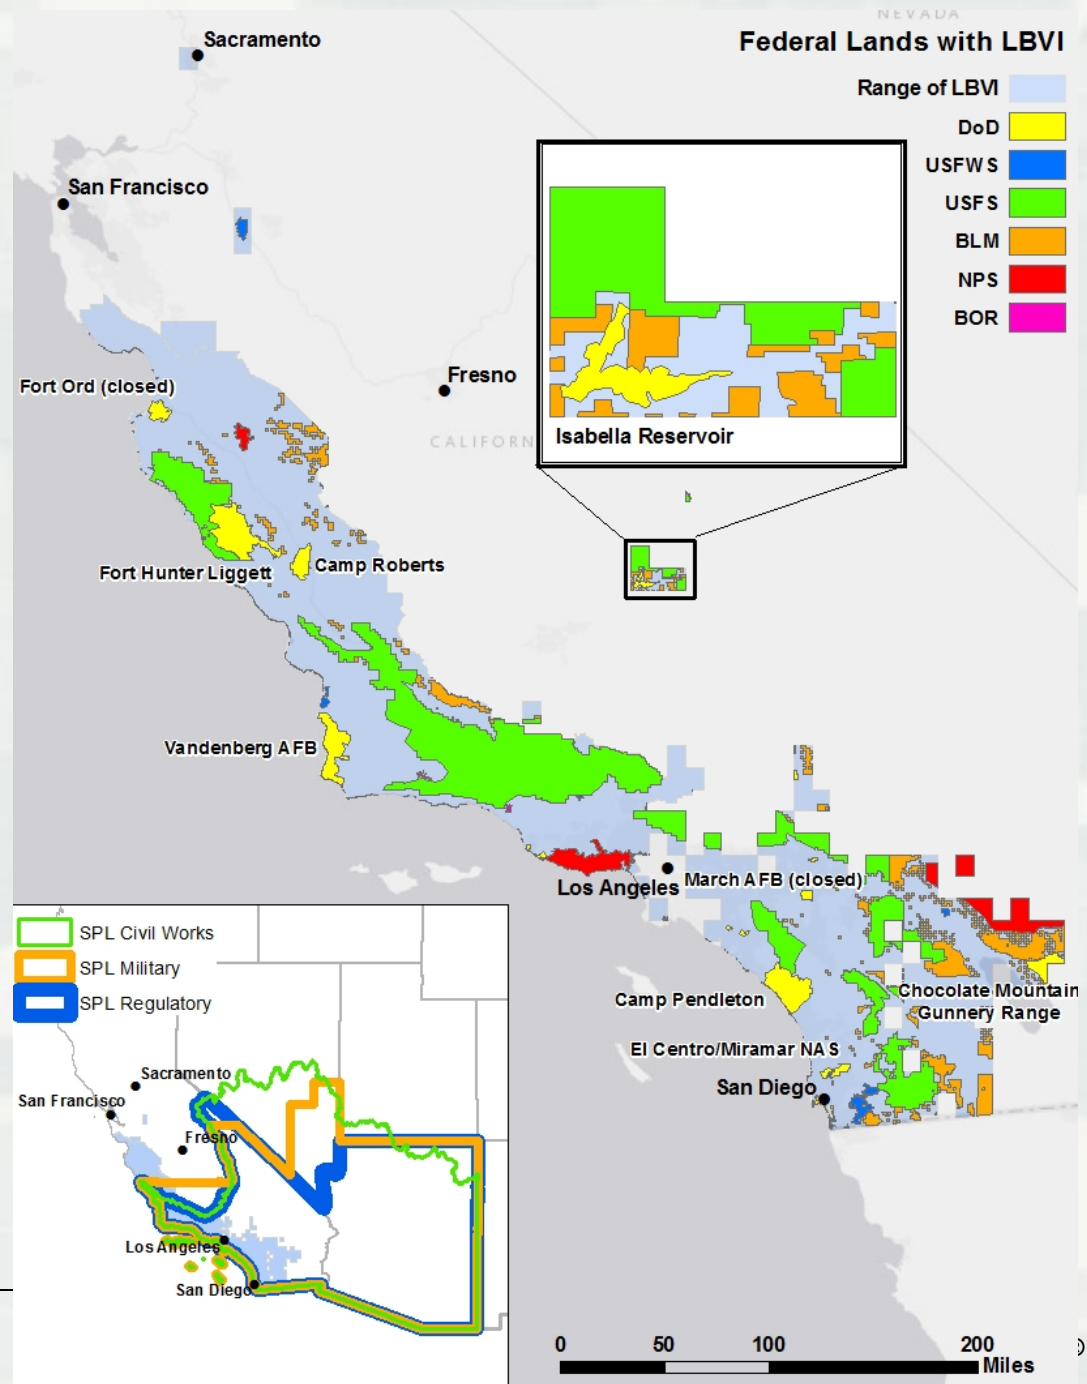 NEVADA
Sacramento
Federal Lands with LBVI
Range of LBVI
DoD
USFWS
USFS
BLM
NPS
BOR
San Francisco
Fort Ord (closed)
Fresno
CALIFORN
Isabella Reservoir
Fort Hunter Liggett
Camp Roberts
Vandenberg AFB
Los Angeles
March AFB (closed)
Camp Pendleton
Chocolate Mountain
Gunnery Range
El Centro/Miramar NAS
San Diego
SPL Civil Works
SPL Military
SPL Regulatory
Sacramento
San Francisco
Fresno
Los Angeles
San Diego
0 50 100 200
Miles
®